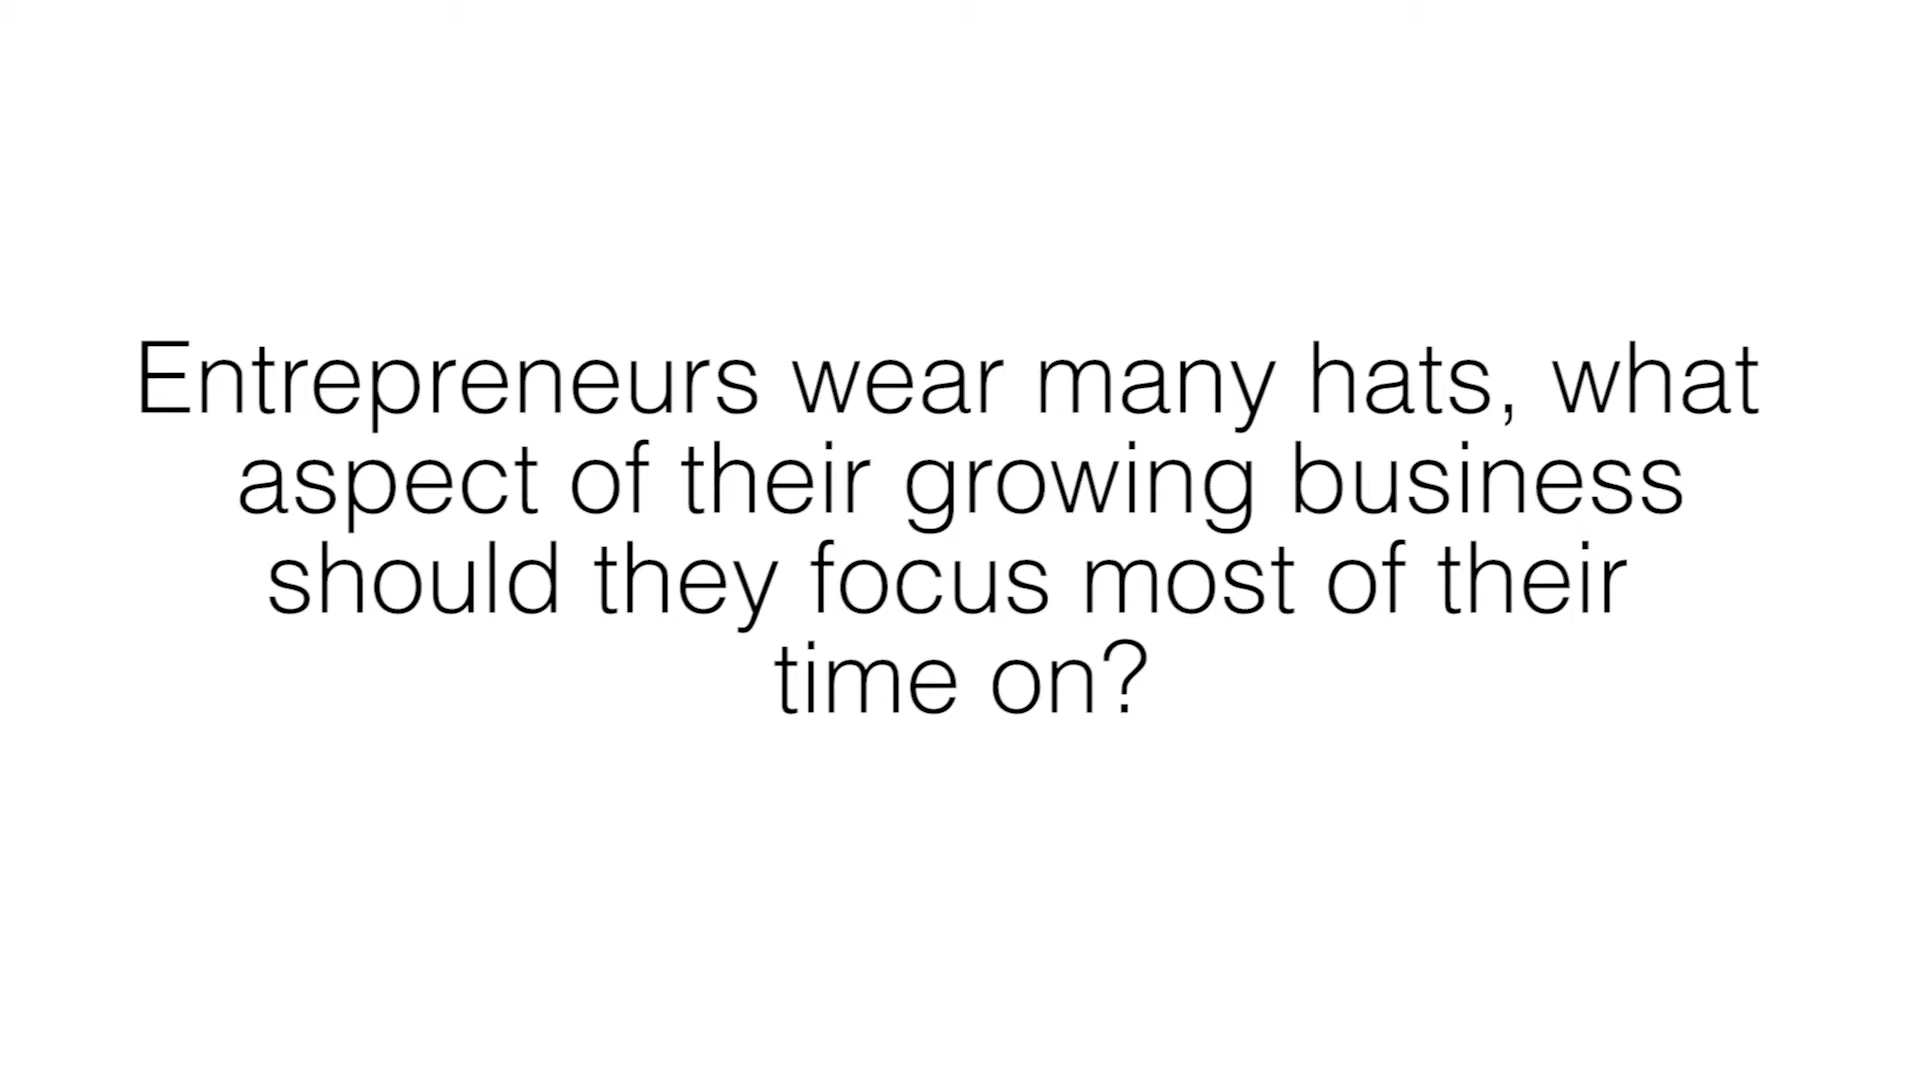 Entrepreneurs wear many hats, what
aspect of their growing business
should they focus most of their
time on?